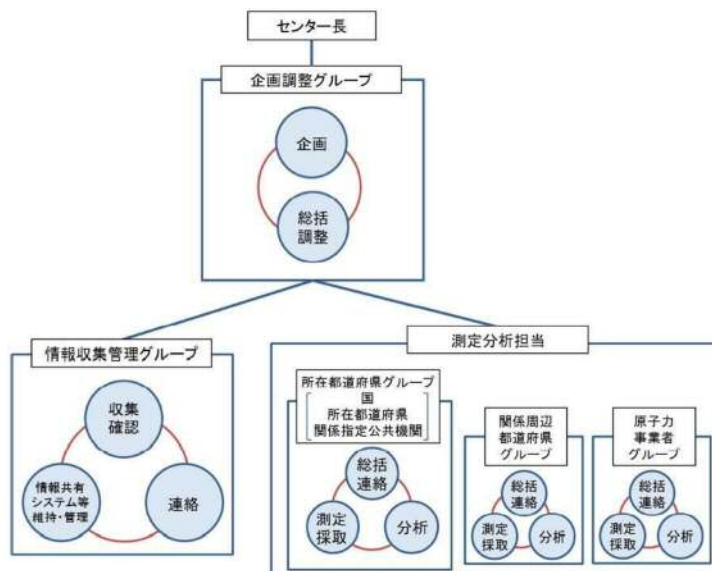 センター長
企画調整グループ
企画
総括
調整
情報収集管理グループ
収集
確認
情報共有
システム等
維持・管理
連絡
測定分析担当
所在都道府県グループ
国
所在都道府県
関係指定公共機関
総括
連絡
測定
採取
分析
関係周辺
都道府県
グループ
総括
連絡
測定
採取
分析
原子力
事業者
グループ
総括
連絡
測定
採取
分析